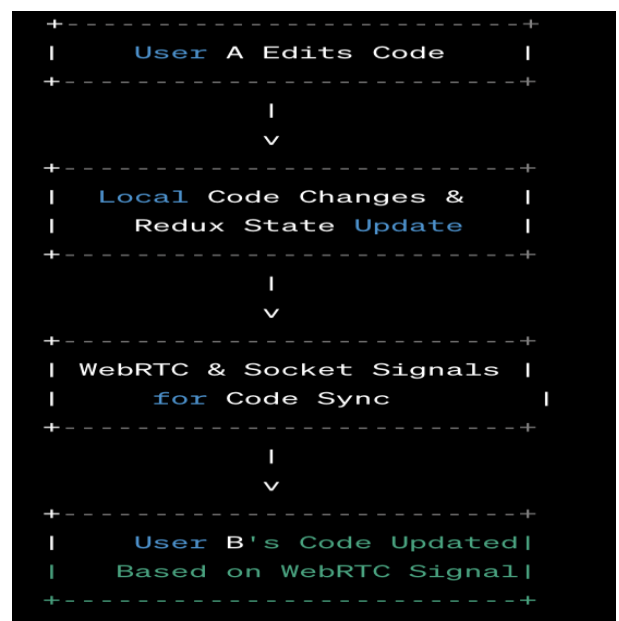 +--------------------------+
|     User A Edits Code     |
+--------------------------+
|
v
+--------------------------+
|   Local Code Changes &    |
|     Redux State Update    |
+--------------------------+
|
v
+--------------------------+
| WebRTC & Socket Signals |
|      for Code Sync         |
+--------------------------+
|
v
+--------------------------+
|     User B's Code Updated|
|    Based on WebRTC Signal|
+--------------------------+